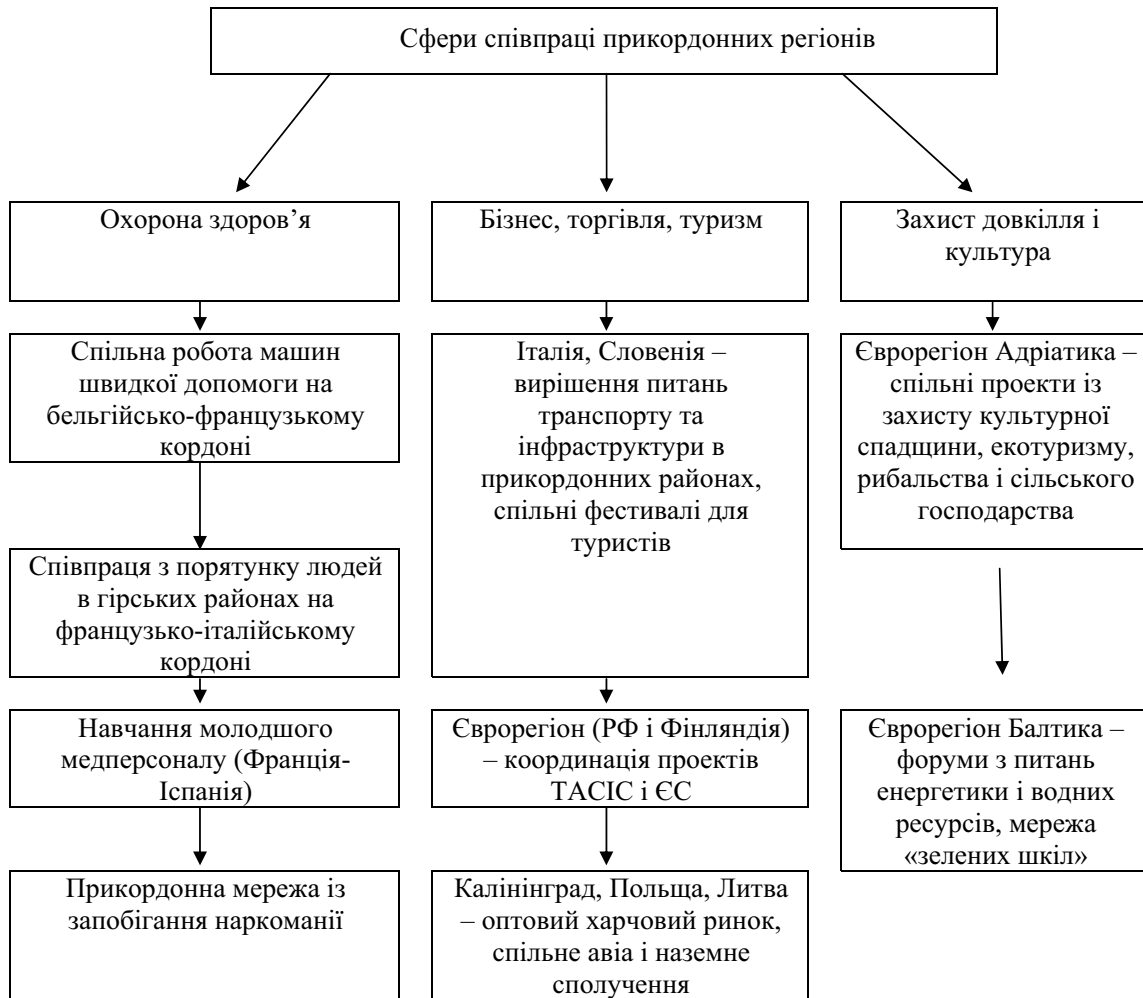 Сфери співпраці прикордонних регіонів
Охорона здоров’я
Бізнес, торгівля, туризм
Захист довкілля і
культура
Спільна робота машин
швидкої допомоги на
бельгійсько-французькому
кордоні
Італія, Словенія –
вирішення питань
транспорту та
інфраструктури в
прикордонних районах,
спільні фестивалі для
туристів
Єврорегіон Адріатика –
спільні проекти із
захисту культурної
спадщини, екотуризму,
рибальства і сільського
господарства
Співпраця з порятунку людей
в гірських районах на
французько-італійському
кордоні
Навчання молодшого
медперсоналу (Франція-
Іспанія)
Єврорегіон (РФ і Фінляндія)
– координація проектів
ТАСІС і ЄС
Єврорегіон Балтика –
форуми з питань
енергетики і водних
ресурсів, мережа
«зелених шкіл»
Прикордонна мережа із
запобігання наркоманії
Калінінград, Польща, Литва
– оптовий харчовий ринок,
спільне авіа і наземне
сполучення